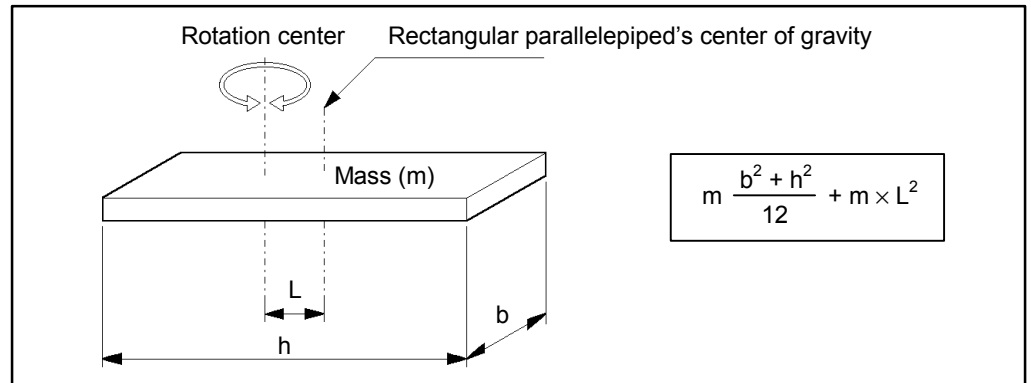 Rotation center
Rectangular parallelepiped's center of gravity
Mass (m)
m (b² + h²)/12 + m × L²
L
b
h